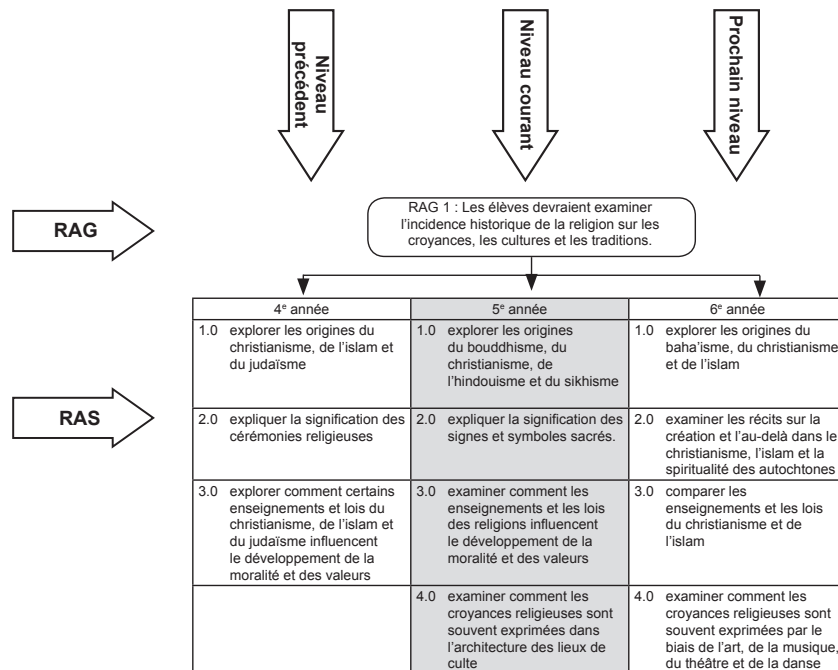 Niveau
précédent
Niveau courant
Prochain niveau
RAG
RAG 1 : Les élèves devraient examiner
l’incidence historique de la religion sur les
croyances, les cultures et les traditions.
4e année
5e année
6e année
RAS
1.0 explorer les origines du
christianisme, de l’islam et
du judaïsme
1.0 explorer les origines
du bouddhisme, du
christianisme, de
l’hindouisme et du sikhisme
1.0 explorer les origines du
baha’isme, du christianisme
et de l’islam
2.0 expliquer la signification des
cérémonies religieuses
2.0 expliquer la signification des
signes et symboles sacrés.
2.0 examiner les récits sur la
création et l’au-delà dans le
christianisme, l’islam et la
spiritualité des autochtones
3.0 explorer comment certains
enseignements et lois du
christianisme, de l’islam et
du judaïsme influencent
le développement de la
moralité et des valeurs
3.0 examiner comment les
enseignements et les lois
des religions influencent
le développement de la
moralité et des valeurs
3.0 comparer les
enseignements et les lois
du christianisme et de
l’islam
4.0 examiner comment les
croyances religieuses sont
souvent exprimées dans
l’architecture des lieux de
culte
4.0 examiner comment les
croyances religieuses sont
souvent exprimées par le
biais de l’art, de la musique,
du théâtre et de la danse